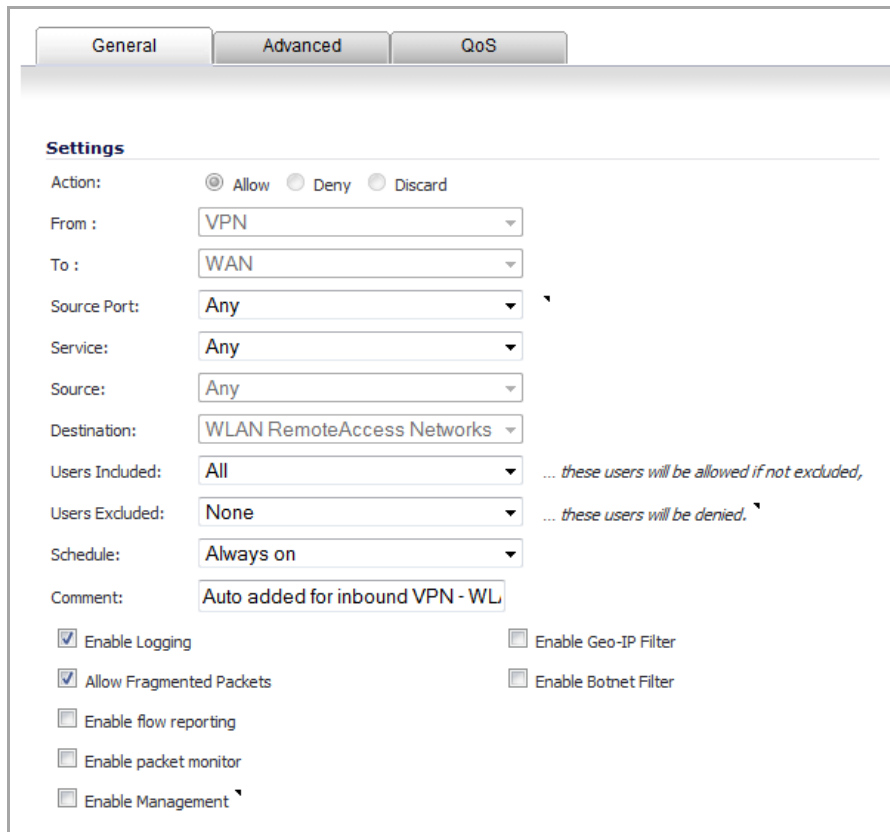 General Advanced QoS
Settings
Action: Allow Deny Discard
From : VPN
To : WAN
Source Port: Any
Service: Any
Source: Any
Destination: WLAN RemoteAccess Networks
Users Included: All ... these users will be allowed if not excluded,
Users Excluded: None ... these users will be denied.
Schedule: Always on
Comment: Auto added for inbound VPN - WL
Enable Logging Enable Geo-IP Filter
Allow Fragmented Packets Enable Botnet Filter
Enable flow reporting
Enable packet monitor
Enable Management